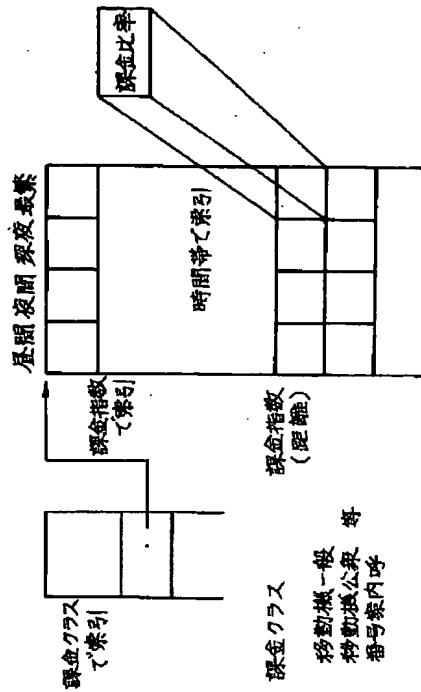 課金クラス
で索引
昼間 夜間 深夜 最繁
課金指数
で索引
時間帯で索引
課金比率
課金指数
(距離)
課金クラス
移動機一般
移動機公衆 等
番号案内呼